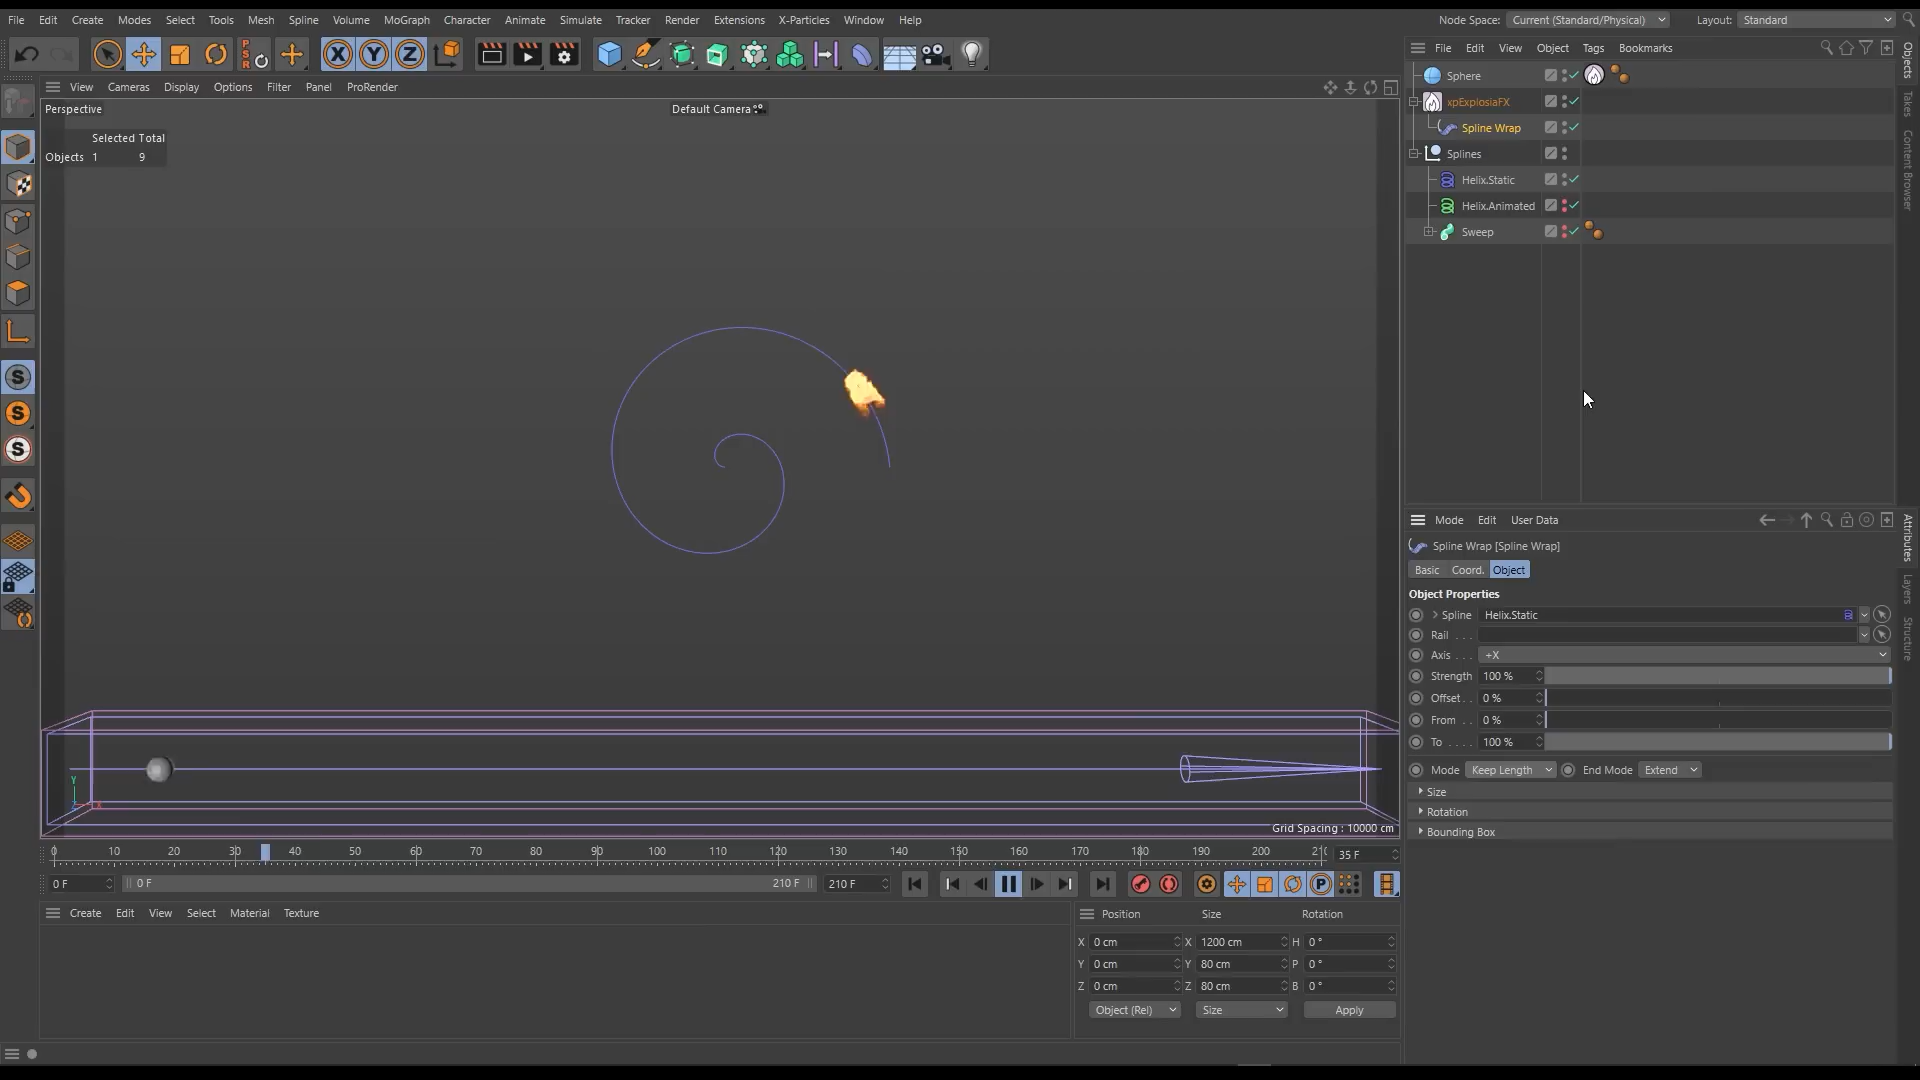 File Edit Create Modes Select Tools Mesh Spline Volume MoGraph Character Animate Simulate Tracker Render Extensions X-Particles Window Help
Node Space: Current (Standard/Physical) Layout: Standard
View Cameras Display Options Filter Panel ProRender
Perspective
Default Camera
Selected Total
Objects 1 9
Grid Spacing : 10000 cm
File Edit View Object Tags Bookmarks
Sphere
xpExplosiaFX
Spline Wrap
Splines
Helix.Static
Helix.Animated
Sweep
Objects
Takes
Content Browser
Mode Edit User Data
Spline Wrap [Spline Wrap]
Basic Coord. Object
Object Properties
Spline Helix.Static
Rail . . .
Axis . . . +X
Strength 100 %
Offset . . 0 %
From . . 0 %
To . . . . 100 %
Mode Keep Length End Mode Extend
Size
Rotation
Bounding Box
Attributes
Layers
Structure
0 10 20 30 40 50 60 70 80 90 100 110 120 130 140 150 160 170 180 190 200 35 F
0 F 0 F 210 F 210 F
Create Edit View Select Material Texture
Position Size Rotation
X 0 cm X 1200 cm H 0 °
Y 0 cm Y 80 cm P 0 °
Z 0 cm Z 80 cm B 0 °
Object (Rel) Size Apply